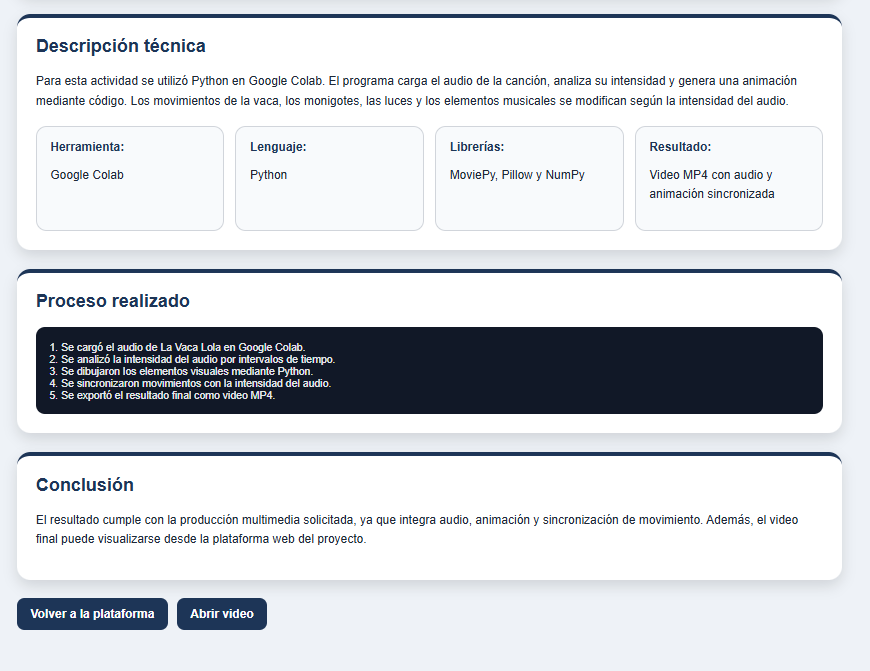 Descripción técnica
Para esta actividad se utilizó Python en Google Colab. El programa carga el audio de la canción, analiza su intensidad y genera una animación
mediante código. Los movimientos de la vaca, los monigotes, las luces y los elementos musicales se modifican según la intensidad del audio.
Herramienta:
Google Colab
Lenguaje:
Python
Librerías:
MoviePy, Pillow y NumPy
Resultado:
Video MP4 con audio y
animación sincronizada
Proceso realizado
1. Se cargó el audio de La Vaca Lola en Google Colab.
2. Se analizó la intensidad del audio por intervalos de tiempo.
3. Se dibujaron los elementos visuales mediante Python.
4. Se sincronizaron movimientos con la intensidad del audio.
5. Se exportó el resultado final como video MP4.
Conclusión
El resultado cumple con la producción multimedia solicitada, ya que integra audio, animación y sincronización de movimiento. Además, el video
final puede visualizarse desde la plataforma web del proyecto.
Volver a la plataforma
Abrir video